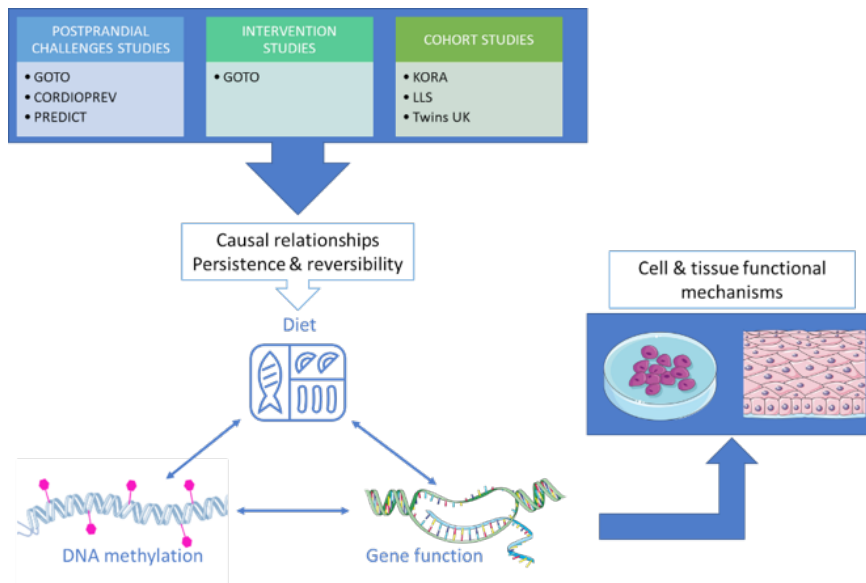 POSTPRANDIAL
CHALLENGES STUDIES
• GOTO
• CORDIOPREV
• PREDICT
INTERVENTION
STUDIES
• GOTO
COHORT STUDIES
• KORA
• LLS
• Twins UK
Causal relationships
Persistence & reversibility
Diet
DNA methylation
Gene function
Cell & tissue functional
mechanisms